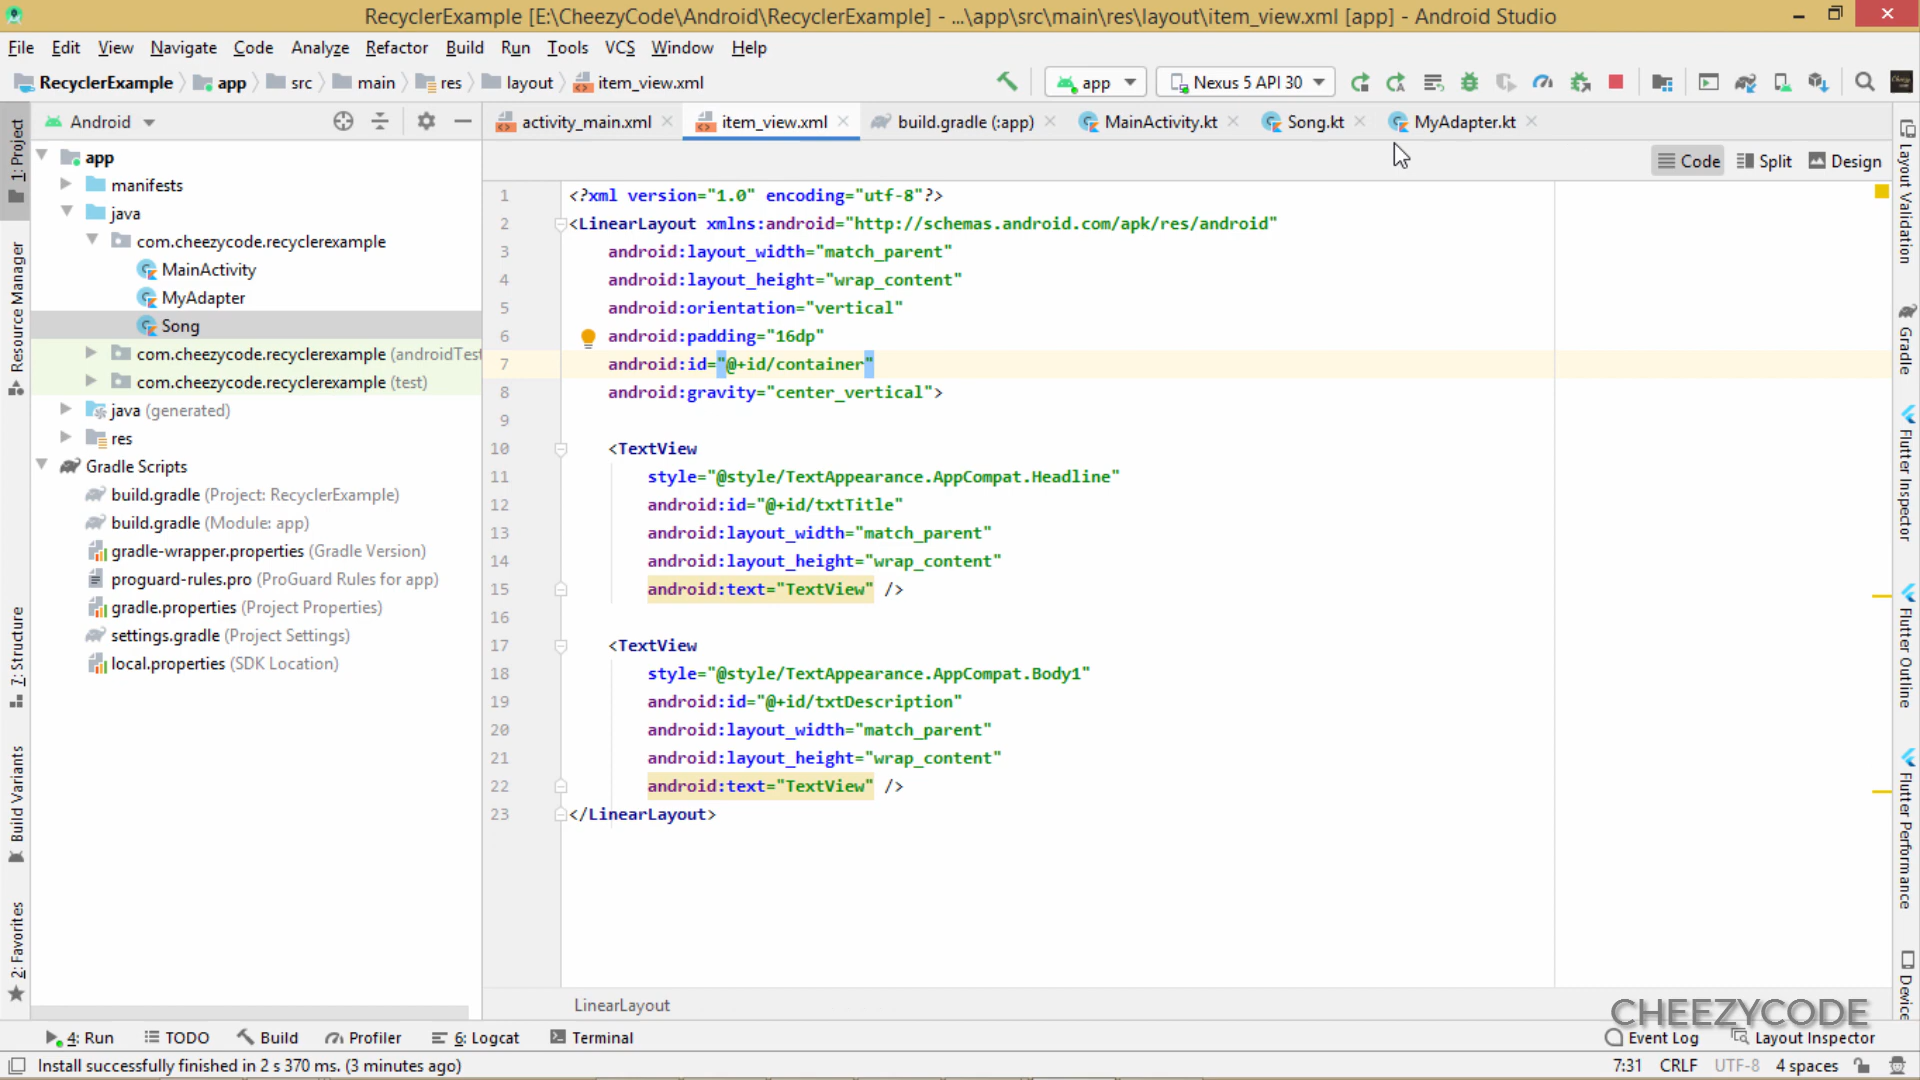 RecyclerExample [E:\CheezyCode\Android\RecyclerExample] - ...\app\src\main\res\layout\item_view.xml [app] - Android Studio
File Edit View Navigate Code Analyze Refactor Build Run Tools VCS Window Help
RecyclerExample app src main res layout item_view.xml app Nexus 5 API 30
Android activity_main.xml item_view.xml build.gradle (:app) MainActivity.kt Song.kt MyAdapter.kt
Code Split Design
app
manifests
java
com.cheezycode.recyclerexample
MainActivity
MyAdapter
Song
com.cheezycode.recyclerexample (androidTest
com.cheezycode.recyclerexample (test)
java (generated)
res
Gradle Scripts
build.gradle (Project: RecyclerExample)
build.gradle (Module: app)
gradle-wrapper.properties (Gradle Version)
proguard-rules.pro (ProGuard Rules for app)
gradle.properties (Project Properties)
settings.gradle (Project Settings)
local.properties (SDK Location)
1 <?xml version="1.0" encoding="utf-8"?>
2 <LinearLayout xmlns:android="http://schemas.android.com/apk/res/android"
3 android:layout_width="match_parent"
4 android:layout_height="wrap_content"
5 android:orientation="vertical"
6 android:padding="16dp"
7 android:id="@+id/container"
8 android:gravity="center_vertical">
9
10 <TextView
11 style="@style/TextAppearance.AppCompat.Headline"
12 android:id="@+id/txtTitle"
13 android:layout_width="match_parent"
14 android:layout_height="wrap_content"
15 android:text="TextView" />
16
17 <TextView
18 style="@style/TextAppearance.AppCompat.Body1"
19 android:id="@+id/txtDescription"
20 android:layout_width="match_parent"
21 android:layout_height="wrap_content"
22 android:text="TextView" />
23 </LinearLayout>
LinearLayout
1: Project
Resource Manager
7: Structure
Build Variants
2: Favorites
Layout Validation
Gradle
Flutter Inspector
Flutter Outline
Flutter Performance
Device
CHEEZYCODE
4: Run TODO Build Profiler 6: Logcat Terminal Event Log Layout Inspector
Install successfully finished in 2 s 370 ms. (3 minutes ago) 7:31 CRLF UTF-8 4 spaces